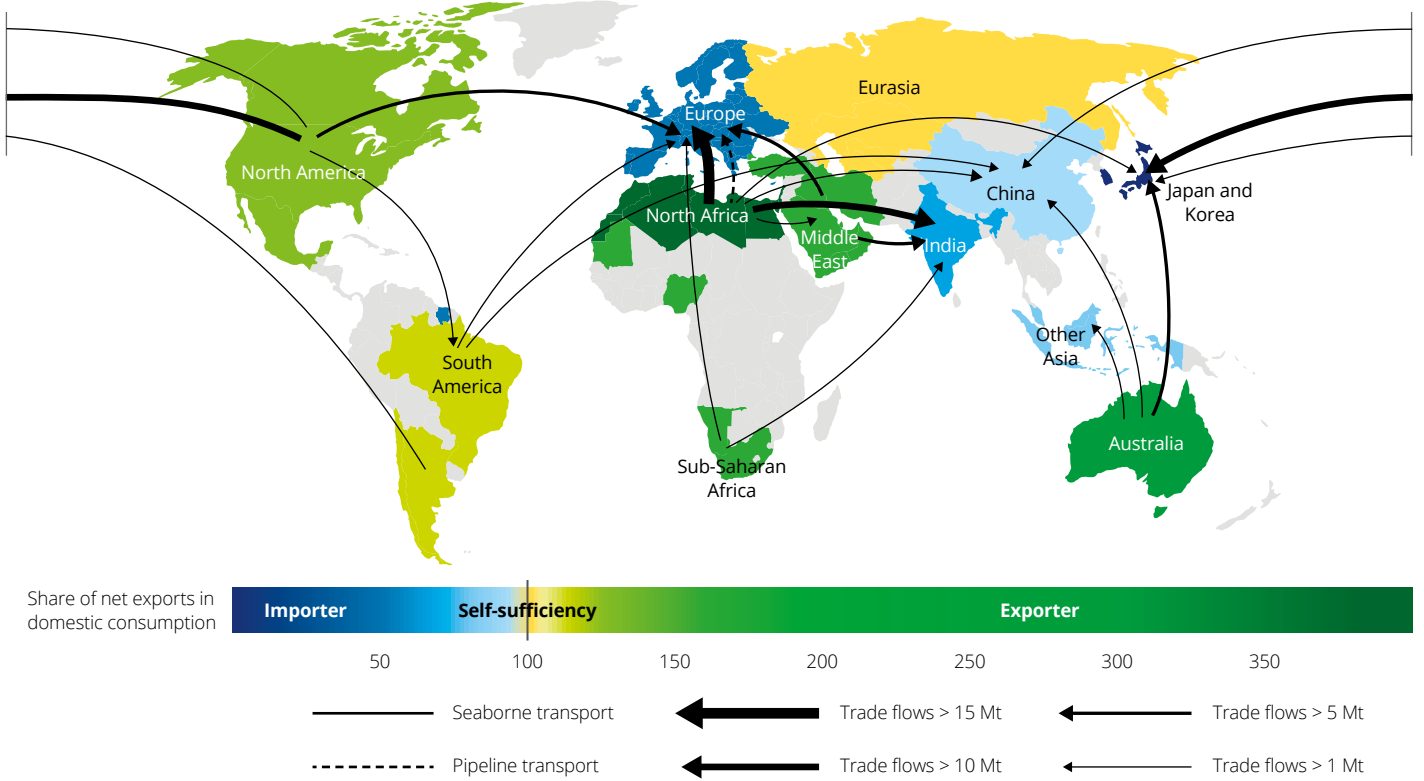 Eurasia
Europe
North America
China
Japan and
Korea
North Africa
Middle
East
India
Other
Asia
South
America
Australia
Sub-Saharan
Africa
Share of net exports in
domestic consumption
Importer
Self-sufficiency
Exporter
50
100
150
200
250
300
350
Seaborne transport
Trade flows > 15 Mt
Trade flows > 5 Mt
Pipeline transport
Trade flows > 10 Mt
Trade flows > 1 Mt